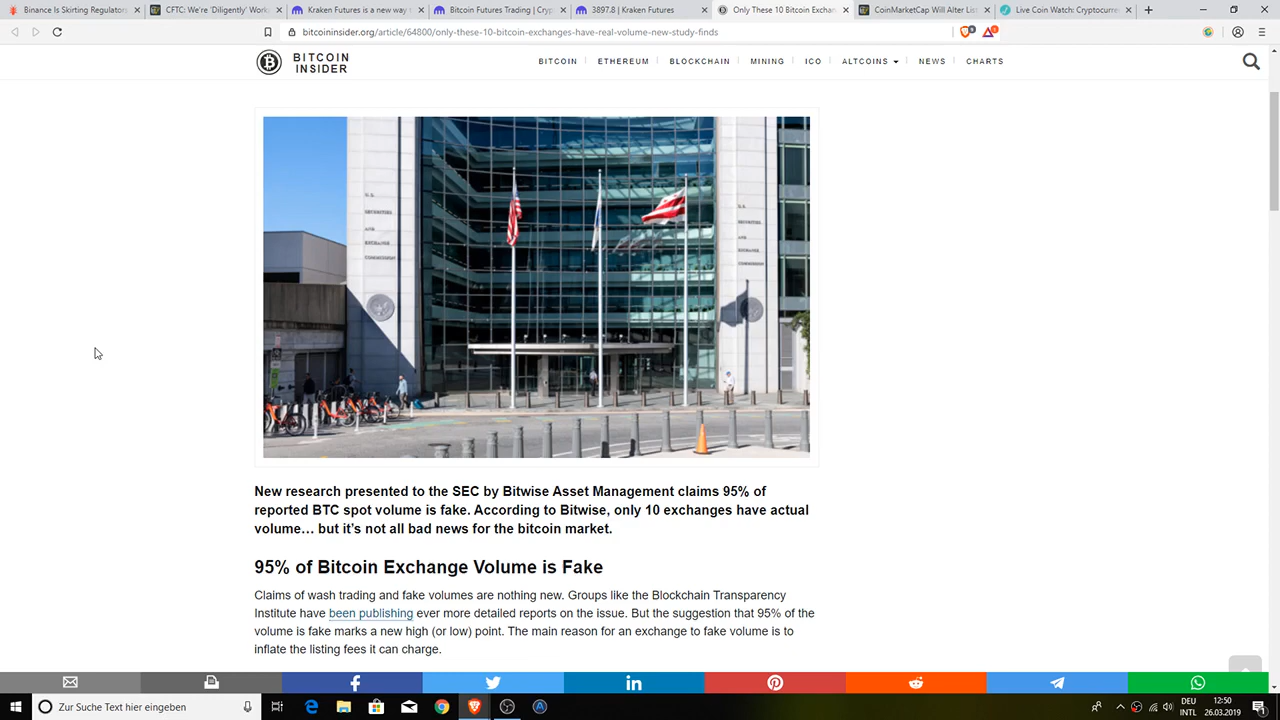 Binance Is Skirting Regulators
CFTC: We're 'Diligently' Work
Kraken Futures is a new way
Bitcoin Futures Trading | Cryp
3897.8 | Kraken Futures
Only These 10 Bitcoin Exchan
CoinMarketCap Will Alter List
Live Coin Watch: Cryptocurre
bitcoininsider.org/article/64800/only-these-10-bitcoin-exchanges-have-real-volume-new-study-finds
BITCOIN
INSIDER
BITCOIN
ETHEREUM
BLOCKCHAIN
MINING
ICO
ALTCOINS
NEWS
CHARTS
U.S.
SECURITIES
AND
EXCHANGE
COMMISSION
U.S.
SECURITIES
AND
EXCHANGE
COMMISSION
New research presented to the SEC by Bitwise Asset Management claims 95% of
reported BTC spot volume is fake. According to Bitwise, only 10 exchanges have actual
volume… but it's not all bad news for the bitcoin market.
95% of Bitcoin Exchange Volume is Fake
Claims of wash trading and fake volumes are nothing new. Groups like the Blockchain Transparency
Institute have been publishing ever more detailed reports on the issue. But the suggestion that 95% of the
volume is fake marks a new high (or low) point. The main reason for an exchange to fake volume is to
inflate the listing fees it can charge.
Zur Suche Text hier eingeben
DEU
INTL
12:50
26.03.2019